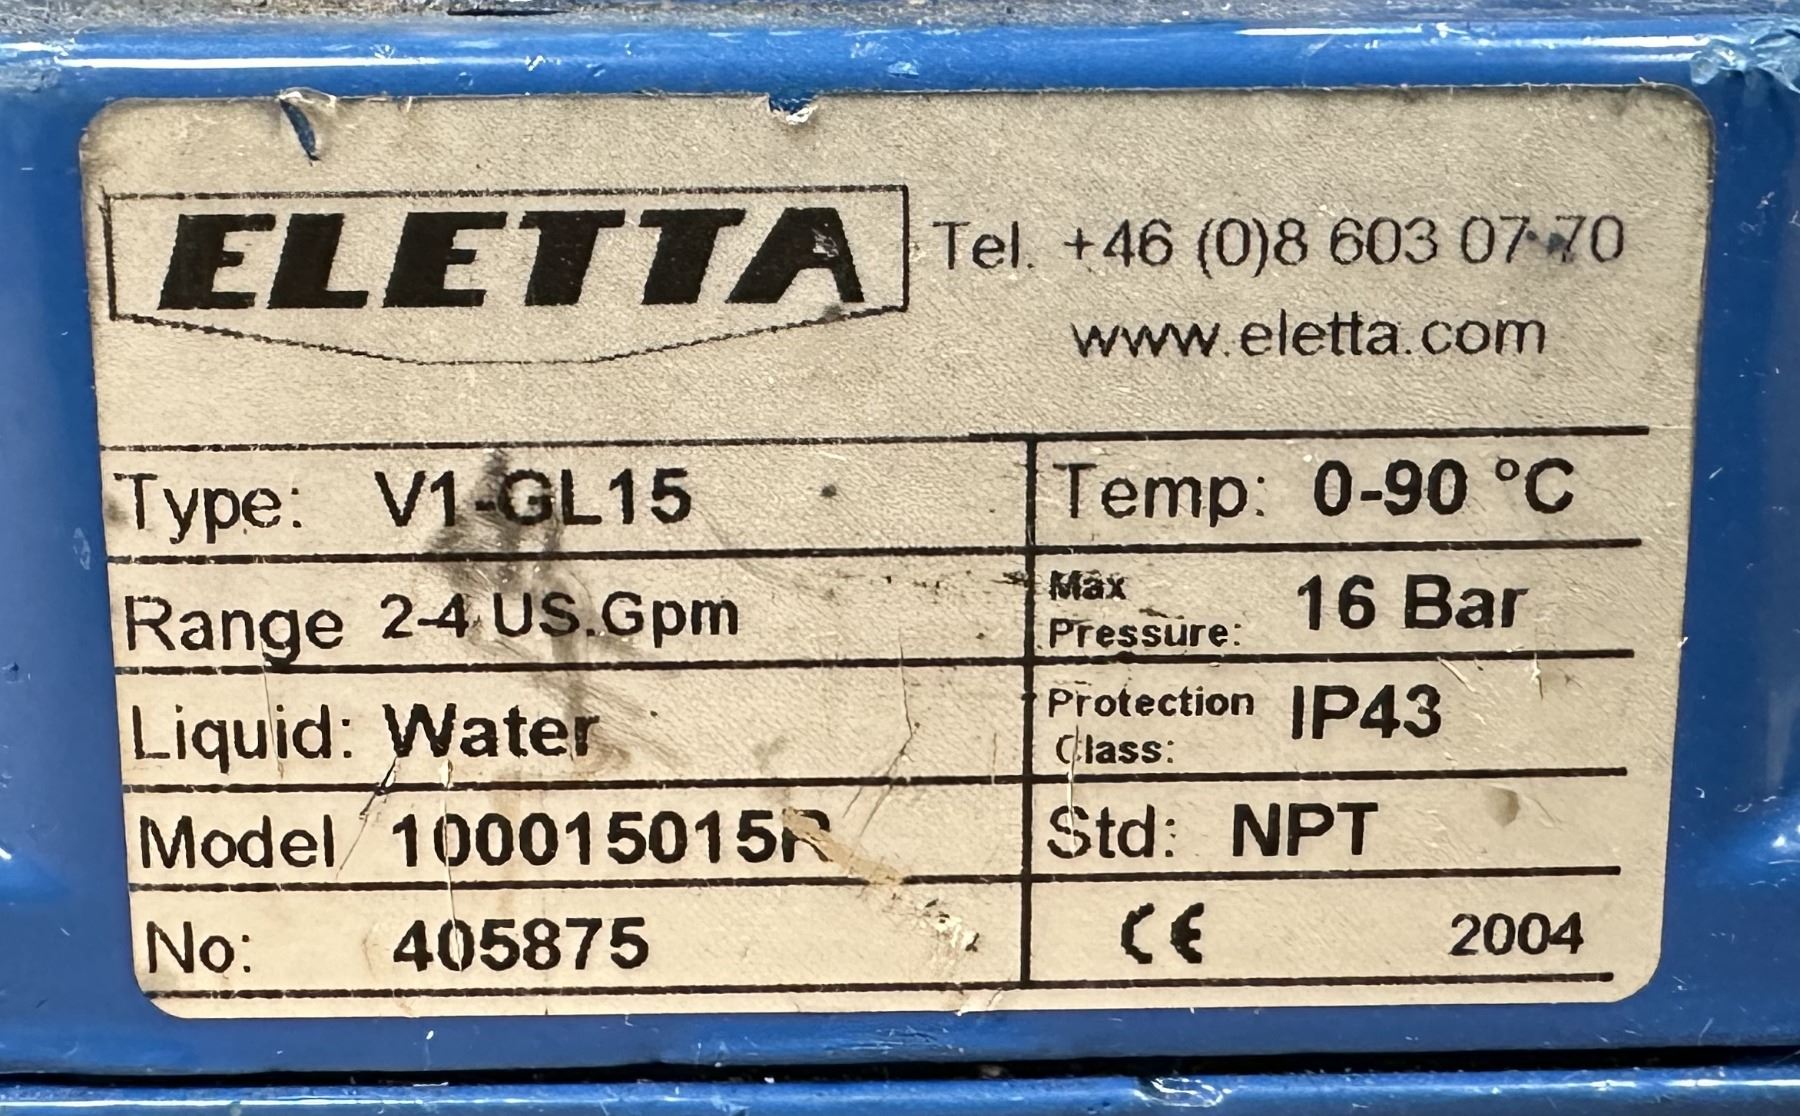 ELETTA
Tel. +46 (0)8 603 07 70
www.eletta.com
Type: V1-GL15
Temp: 0-90 °C
Range 2-4 US.Gpm
Max Pressure: 16 Bar
Liquid: Water
Protection Class: IP43
Model 100015015R
Std: NPT
No: 405875
CE 2004